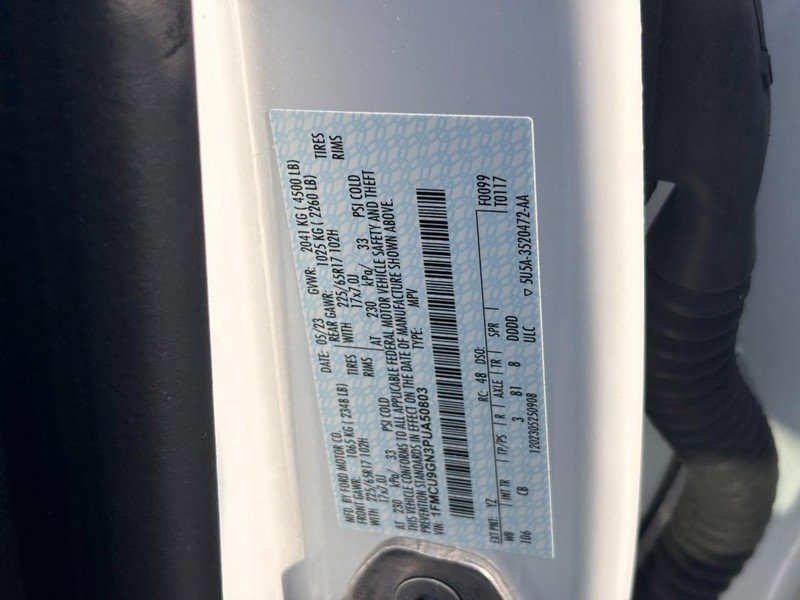 MFD. BY FORD MOTOR CO.
DATE: 05/23 GVWR: 2041 KG ( 4500 LB)
FRONT GAWR: 1065 KG ( 2348 LB) REAR GAWR: 1025 KG ( 2260 LB)
WITH 225/65R17 102H TIRES WITH 225/65R17 102H TIRES
17x7.0J RIMS 17x7.0J RIMS
AT 230 kPa/ 33 PSI COLD AT 230 kPa/ 33 PSI COLD
THIS VEHICLE CONFORMS TO ALL APPLICABLE FEDERAL MOTOR VEHICLE SAFETY AND THEFT
PREVENTION STANDARDS IN EFFECT ON THE DATE OF MANUFACTURE SHOWN ABOVE.
VIN: 1FMCU9GN3PUA50803 TYPE: MPV
F0099
T0117
EXT PNT: YZ RC: 48 DSO:
WB INT TR TP/PS R AXLE TR SPR
106 CB 3 81 8 DDDD
ULC
1202305250908
▽ 5U5A-3520472-AA